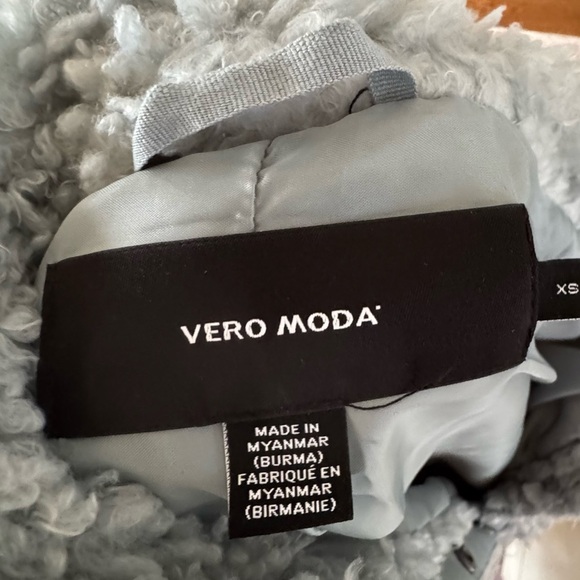 VERO MODA
XS
MADE IN
MYANMAR
(BURMA)
FABRIQUÉ EN
MYANMAR
(BIRMANIE)